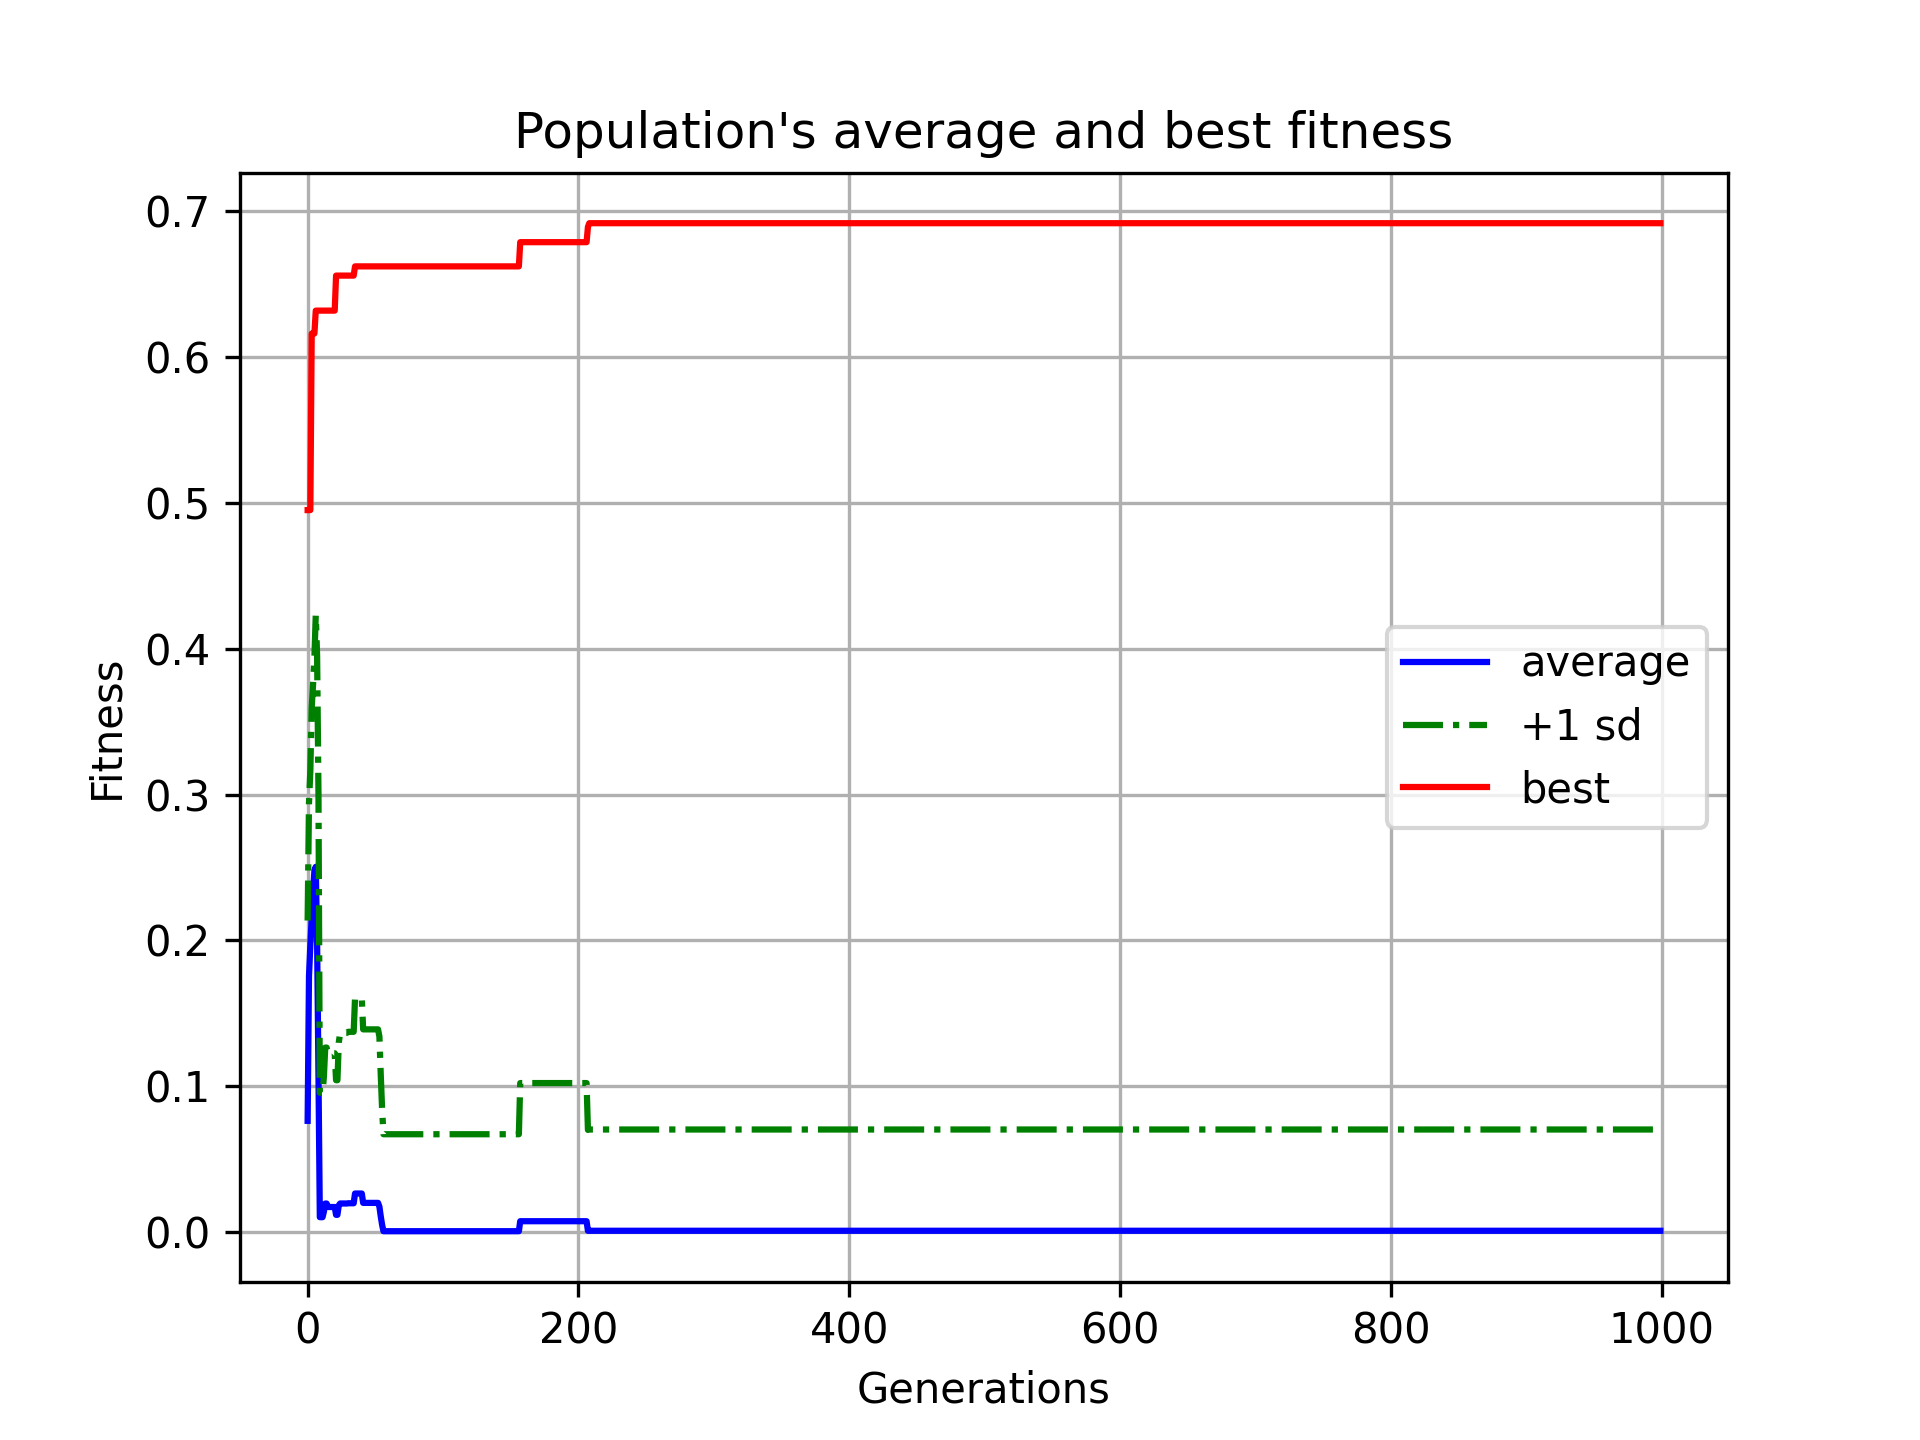 Population's average and best fitness
0.7
0.6
0.5
0.4
0.3
0.2
0.1
0.0
Fitness
average
+1 sd
best
0 200 400 600 800 1000
Generations